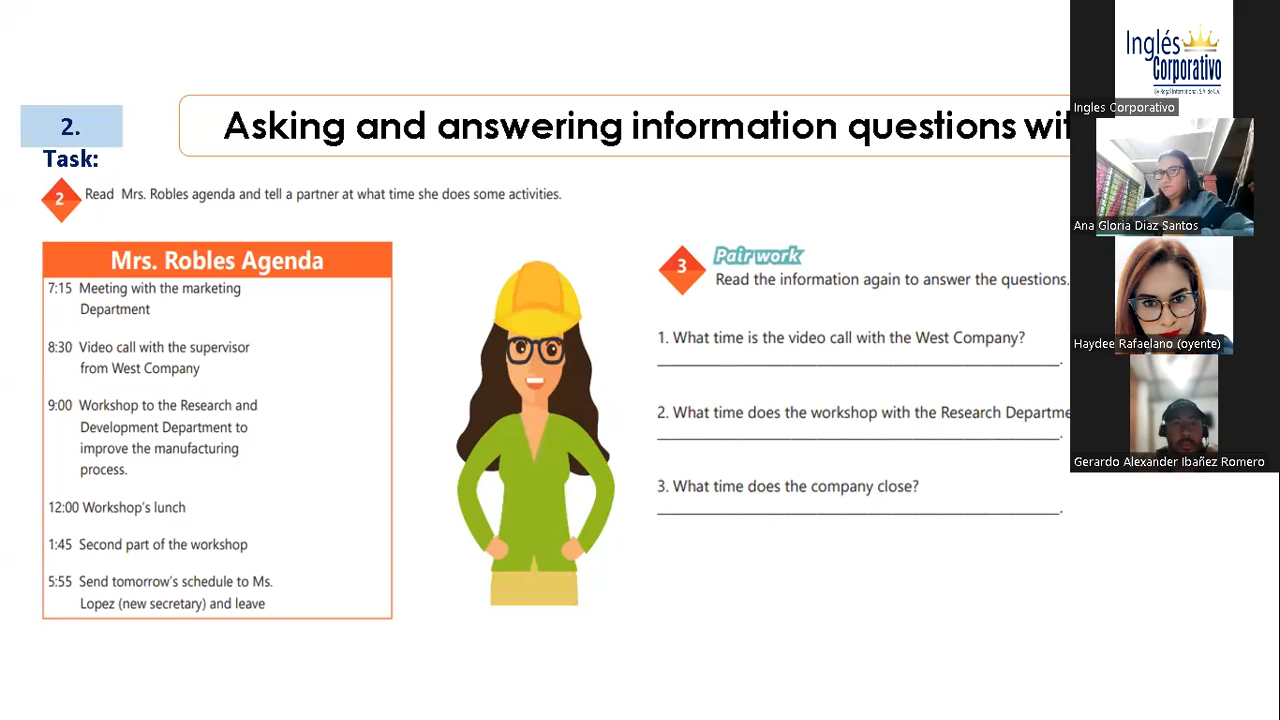 2.
Task:
Asking and answering information questions
2
Read Mrs. Robles agenda and tell a partner at what time she does some activities.
Mrs. Robles Agenda
7:15 Meeting with the marketing
Department
8:30 Video call with the supervisor
from West Company
9:00 Workshop to the Research and
Development Department to
improve the manufacturing
process.
12:00 Workshop's lunch
1:45 Second part of the workshop
5:55 Send tomorrow's schedule to Ms.
Lopez (new secretary) and leave
3
Pair work
Read the information again to answer the questions.
1. What time is the video call with the West Company?
2. What time does the workshop with the Research
3. What time does the company close?
Inglés
Corporativo
Ingles Corporativo
Ana Gloria Diaz Santos
Haydee Rafaelano (oyente)
Gerardo Alexander Ibañez Romero